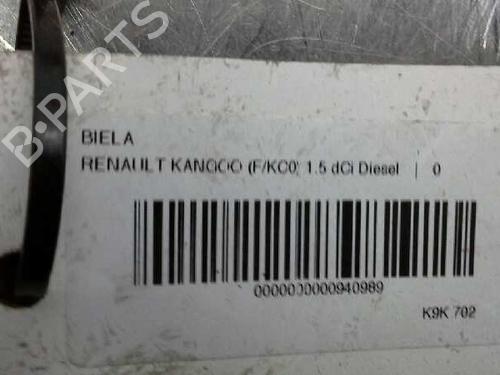 B-PARTS
BIELA
RENAULT KANGOO (F/KC0) 1.5 dCi Diesel | 0
0000000000940989
K9K 702